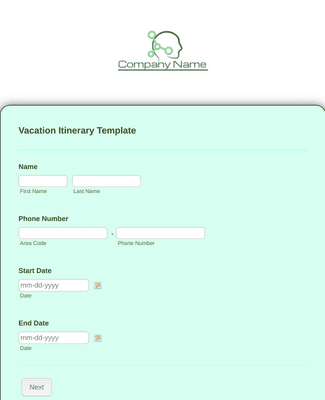 Company Name
Vacation Itinerary Template
Name
First Name Last Name
Phone Number
-
Area Code Phone Number
Start Date
mm-dd-yyyy
Date
End Date
mm-dd-yyyy
Date
Next